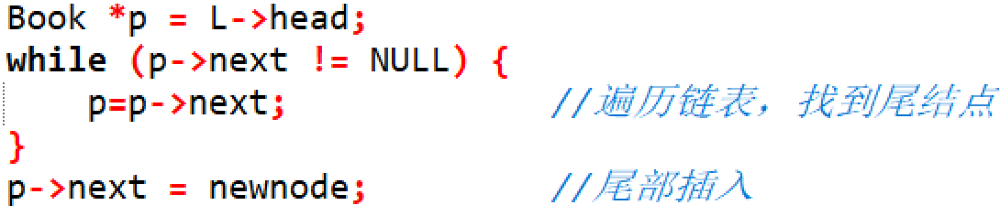 Book *p = L->head;
while (p->next != NULL) {
    p=p->next;                //遍历链表，找到尾结点
}
p->next = newnode;            //尾部插入